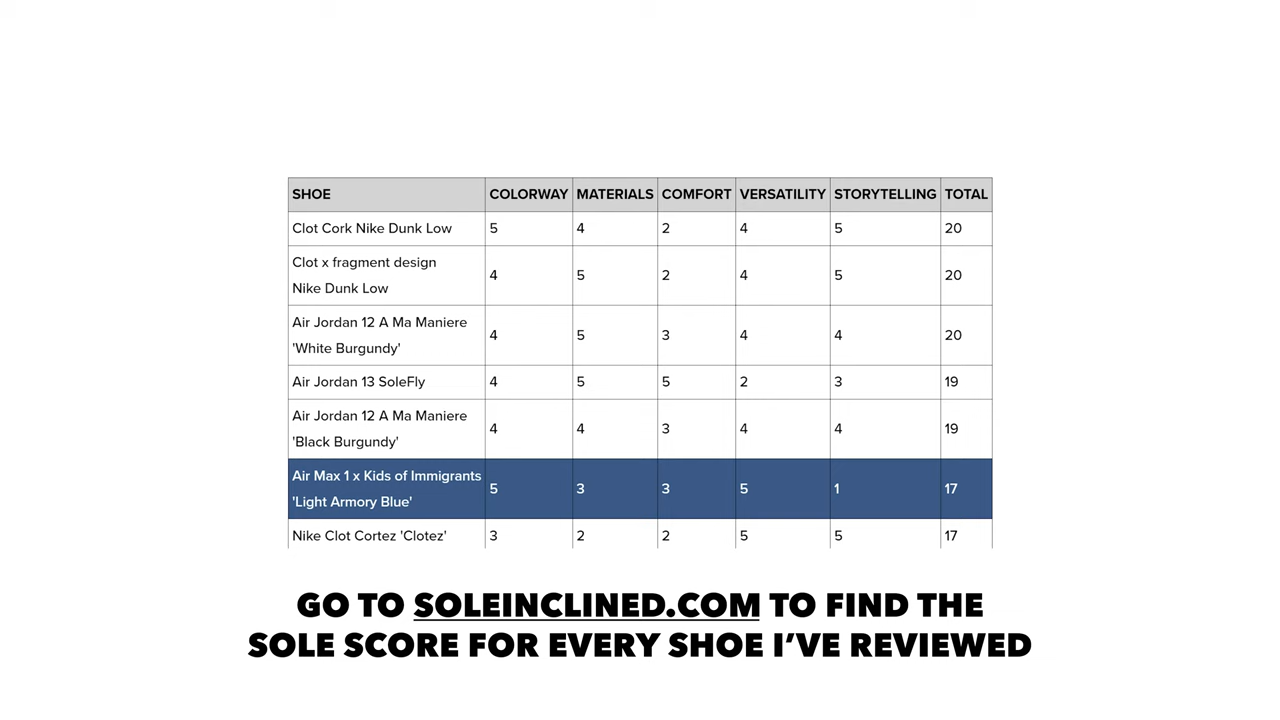 SHOE COLORWAY MATERIALS COMFORT VERSATILITY STORYTELLING TOTAL
Clot Cork Nike Dunk Low 5 4 2 4 5 20
Clot x fragment design
Nike Dunk Low 4 5 2 4 5 20
Air Jordan 12 A Ma Maniere
'White Burgundy' 4 5 3 4 4 20
Air Jordan 13 SoleFly 4 5 5 2 3 19
Air Jordan 12 A Ma Maniere
'Black Burgundy' 4 4 3 4 4 19
Air Max 1 x Kids of Immigrants
'Light Armory Blue' 5 3 3 5 1 17
Nike Clot Cortez 'Clotez' 3 2 2 5 5 17
GO TO SOLEINCLINED.COM TO FIND THE
SOLE SCORE FOR EVERY SHOE I'VE REVIEWED